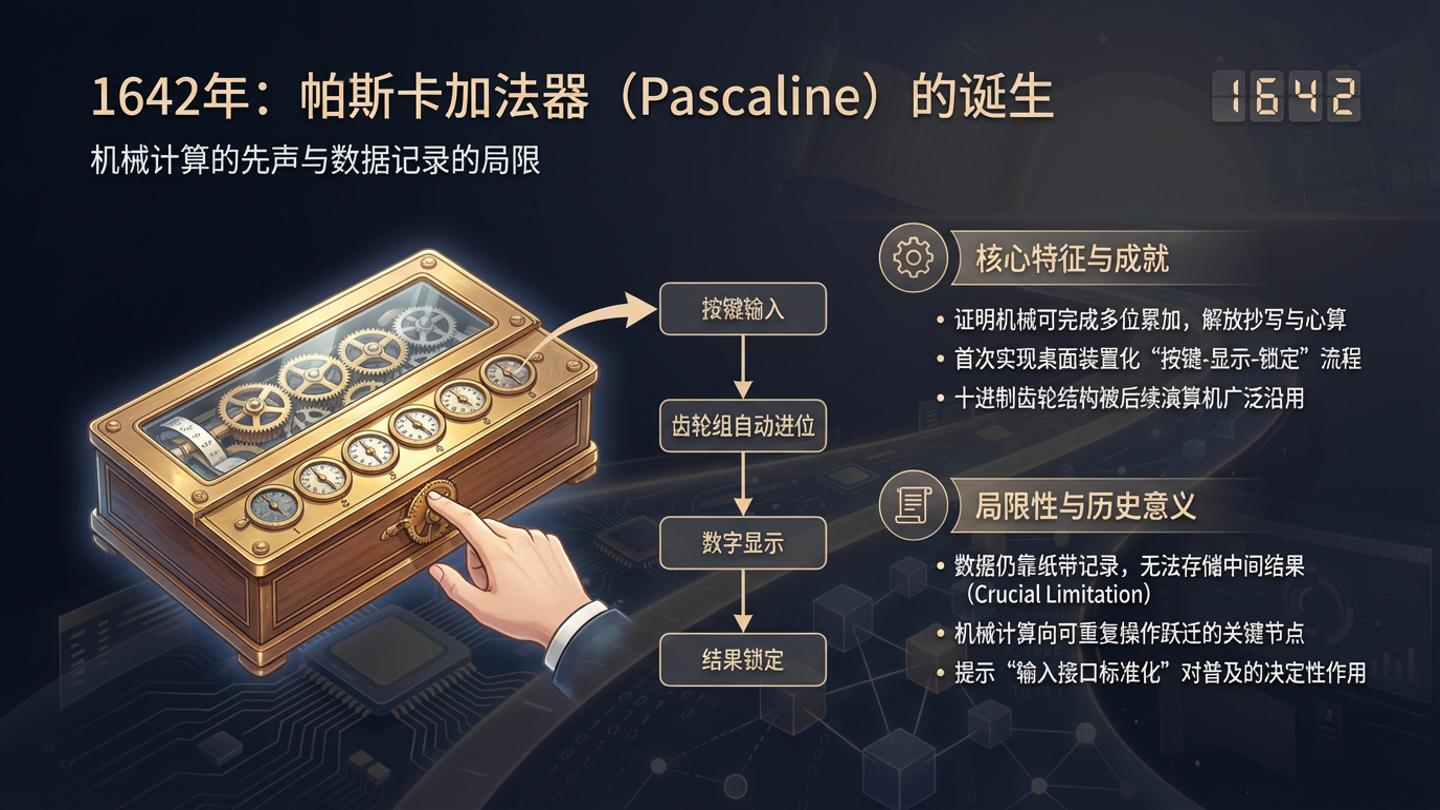 1642年：帕斯卡加法器（Pascaline）的诞生
1642
机械计算的先声与数据记录的局限
按键输入
齿轮组自动进位
数字显示
结果锁定
核心特征与成就
• 证明机械可完成多位累加，解放抄写与心算
• 首次实现桌面装置化“按键-显示-锁定”流程
• 十进制齿轮结构被后续演算机广泛沿用
局限性与历史意义
• 数据仍靠纸带记录，无法存储中间结果
（Crucial Limitation）
• 机械计算向可重复操作跃迁的关键节点
• 提示“输入接口标准化”对普及的决定性作用